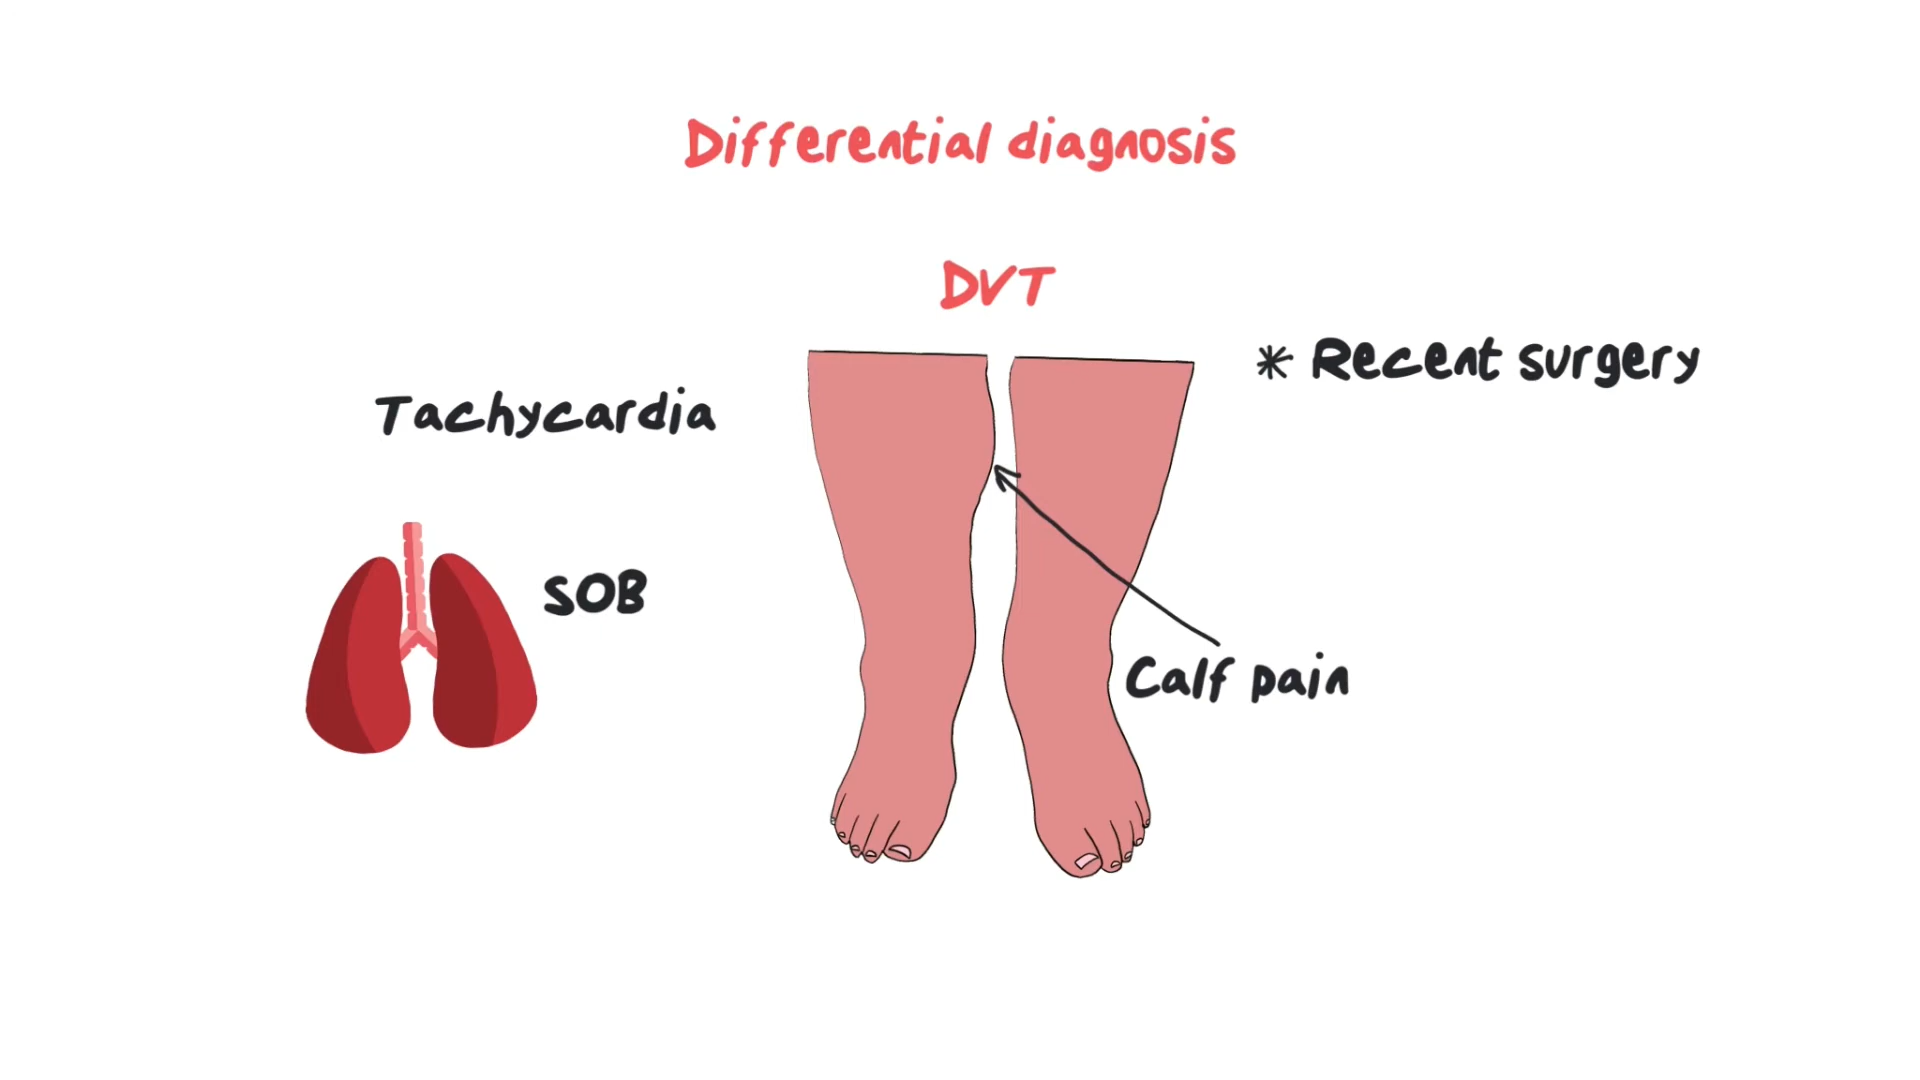 Differential diagnosis
DVT
* Recent surgery
Tachycardia
SOB
Calf pain